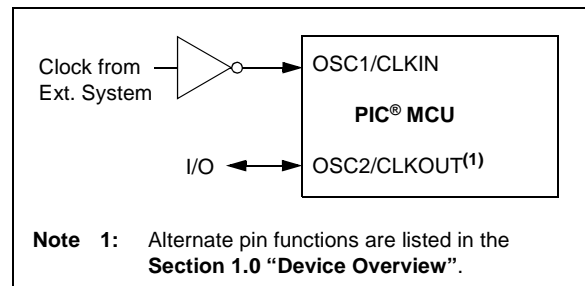 Clock from
Ext. System
OSC1/CLKIN
PIC® MCU
I/O
OSC2/CLKOUT(1)
Note 1: Alternate pin functions are listed in the
Section 1.0 “Device Overview”.